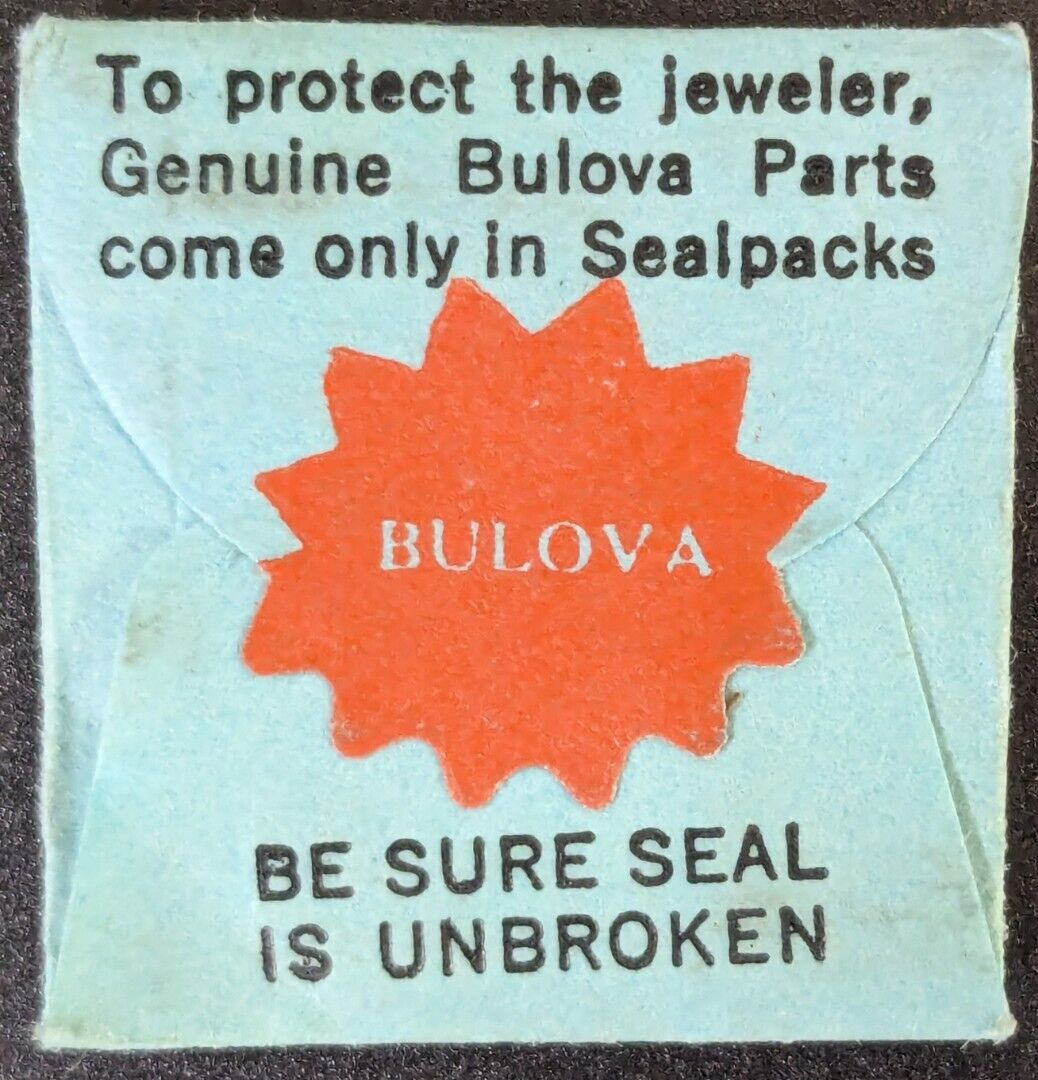 To protect the jeweler,
Genuine Bulova Parts
come only in Sealpacks
BULOVA
BE SURE SEAL
IS UNBROKEN